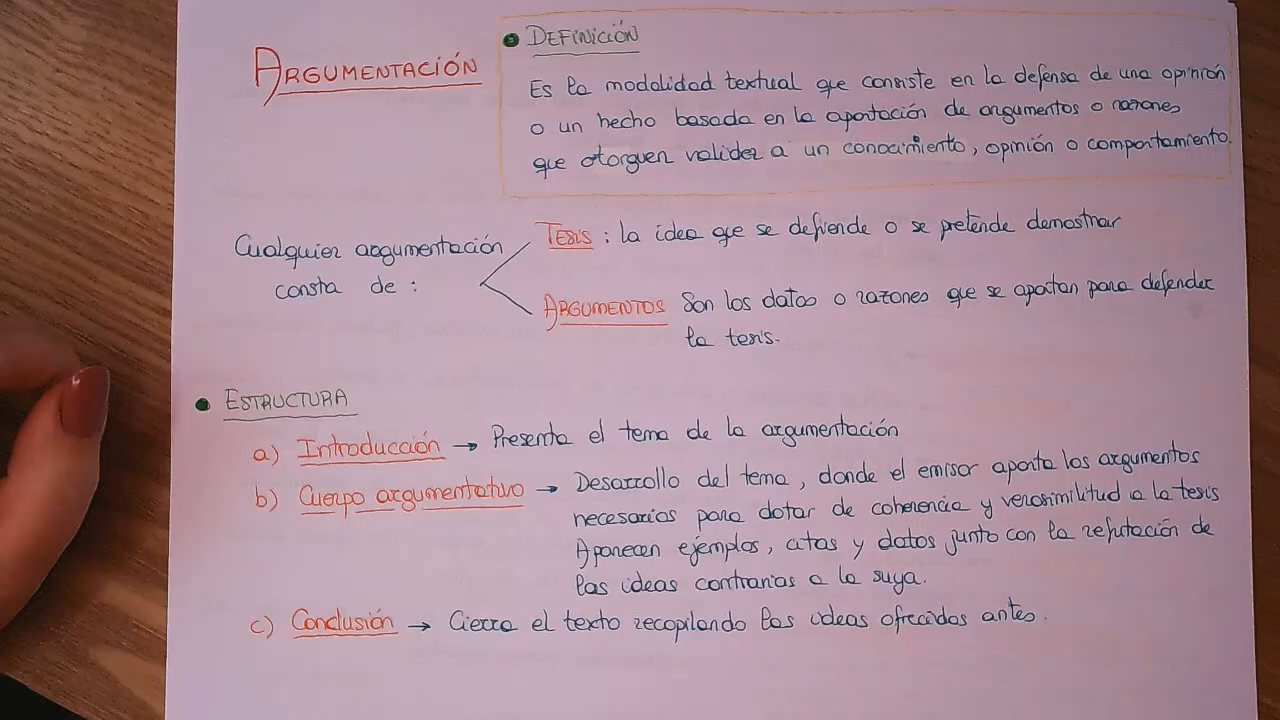 ARGUMENTACIÓN
• DEFINICIÓN
Es la modalidad textual que consiste en la defensa de una opinión
o un hecho basada en la aportación de argumentos o razones
que otorguen validez a un conocimiento, opinión o comportamiento.
Cualquier argumentación
consta de :
TESIS : la idea que se defiende o se pretende demostrar
ARGUMENTOS Son los datos o razones que se aportan para defender
la tesis.
• ESTRUCTURA
a) Introducción → Presenta el tema de la argumentación
b) Cuerpo argumentativo → Desarrollo del tema, donde el emisor aporta los argumentos
necesarios para dotar de coherencia y verosimilitud a la tesis
Aparecen ejemplos, citas y datos junto con la refutación de
las ideas contrarias a la suya.
c) Conclusión → Cierra el texto recopilando las ideas ofrecidas antes.